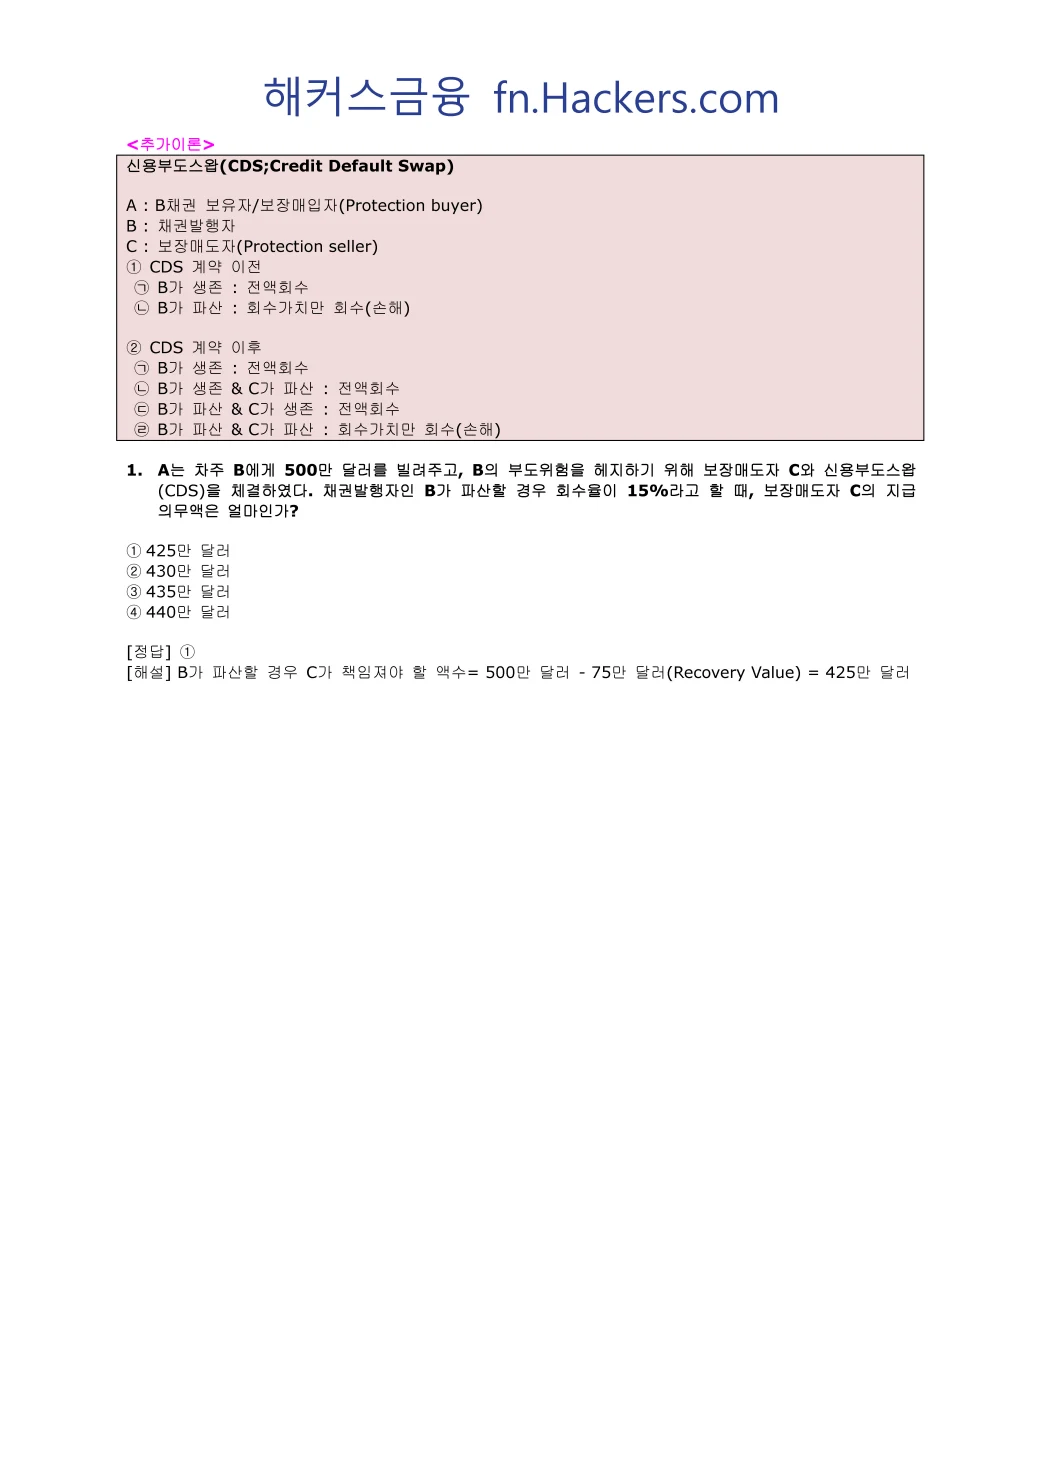 해커스금융 fn.Hackers.com
<추가이론>
신용부도스왑(CDS;Credit Default Swap)
A : B채권 보유자/보장매입자(Protection buyer)
B : 채권발행자
C : 보장매도자(Protection seller)
① CDS 계약 이전
㉠ B가 생존 : 전액회수
㉡ B가 파산 : 회수가치만 회수(손해)
② CDS 계약 이후
㉠ B가 생존 : 전액회수
㉡ B가 생존 & C가 파산 : 전액회수
㉢ B가 파산 & C가 생존 : 전액회수
㉣ B가 파산 & C가 파산 : 회수가치만 회수(손해)
1. A는 차주 B에게 500만 달러를 빌려주고, B의 부도위험을 헤지하기 위해 보장매도자 C와 신용부도스왑
(CDS)을 체결하였다. 채권발행자인 B가 파산할 경우 회수율이 15%라고 할 때, 보장매도자 C의 지급
의무액은 얼마인가?
① 425만 달러
② 430만 달러
③ 435만 달러
④ 440만 달러
[정답] ①
[해설] B가 파산할 경우 C가 책임져야 할 액수= 500만 달러 - 75만 달러(Recovery Value) = 425만 달러